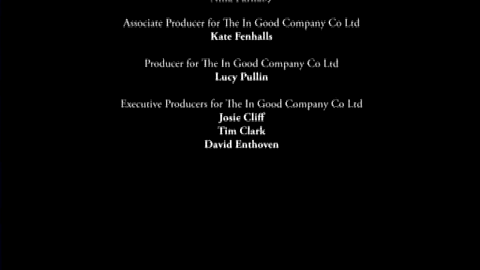 Associate Producer for The In Good Company Co Ltd
Kate Fenhalls
Producer for The In Good Company Co Ltd
Lucy Pullin
Executive Producers for The In Good Company Co Ltd
Josie Cliff
Tim Clark
David Enthoven